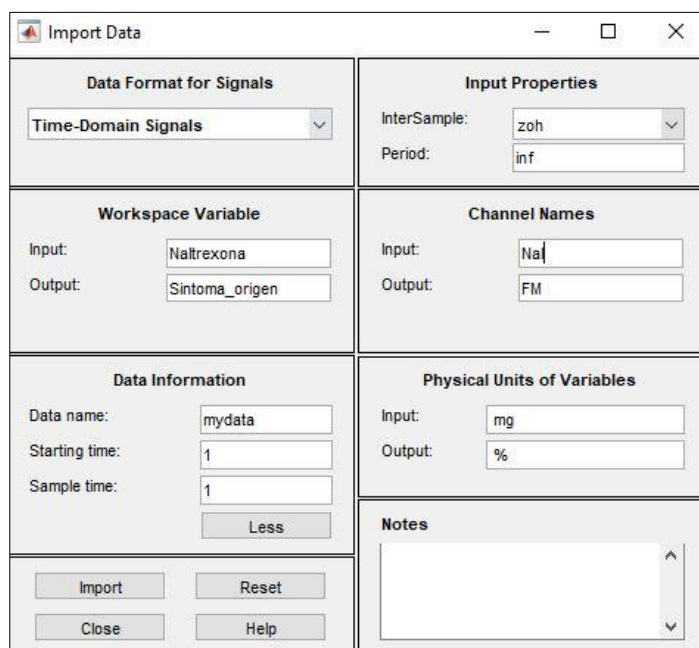 Import Data
Data Format for Signals
Time-Domain Signals
Workspace Variable
Input: Naltrexona
Output: Sintoma_origen
Data Information
Data name: mydata
Starting time: 1
Sample time: 1
Less
Import Reset
Close Help
Input Properties
InterSample: zoh
Period: inf
Channel Names
Input: Nal
Output: FM
Physical Units of Variables
Input: mg
Output: %
Notes